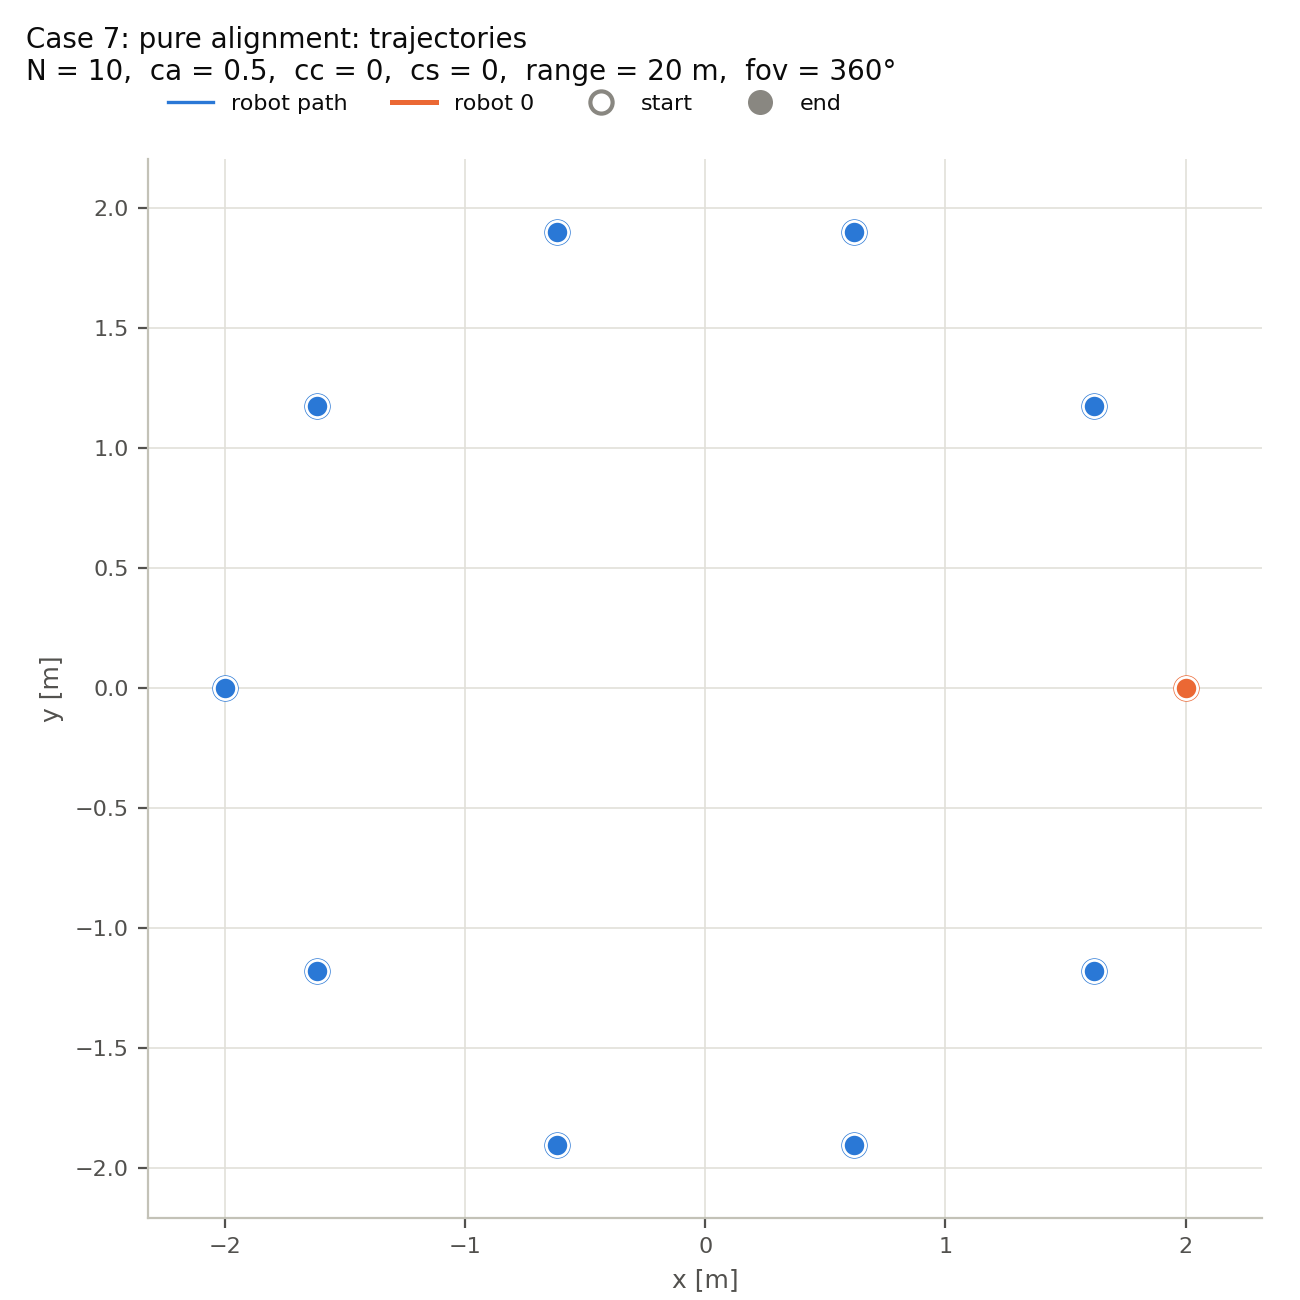 Case 7: pure alignment: trajectories
N = 10,  ca = 0.5,  cc = 0,  cs = 0,  range = 20 m,  fov = 360°
robot path  robot 0  start  end
2.0
1.5
1.0
0.5
0.0
−0.5
−1.0
−1.5
−2.0
y [m]
−2  −1  0  1  2
x [m]